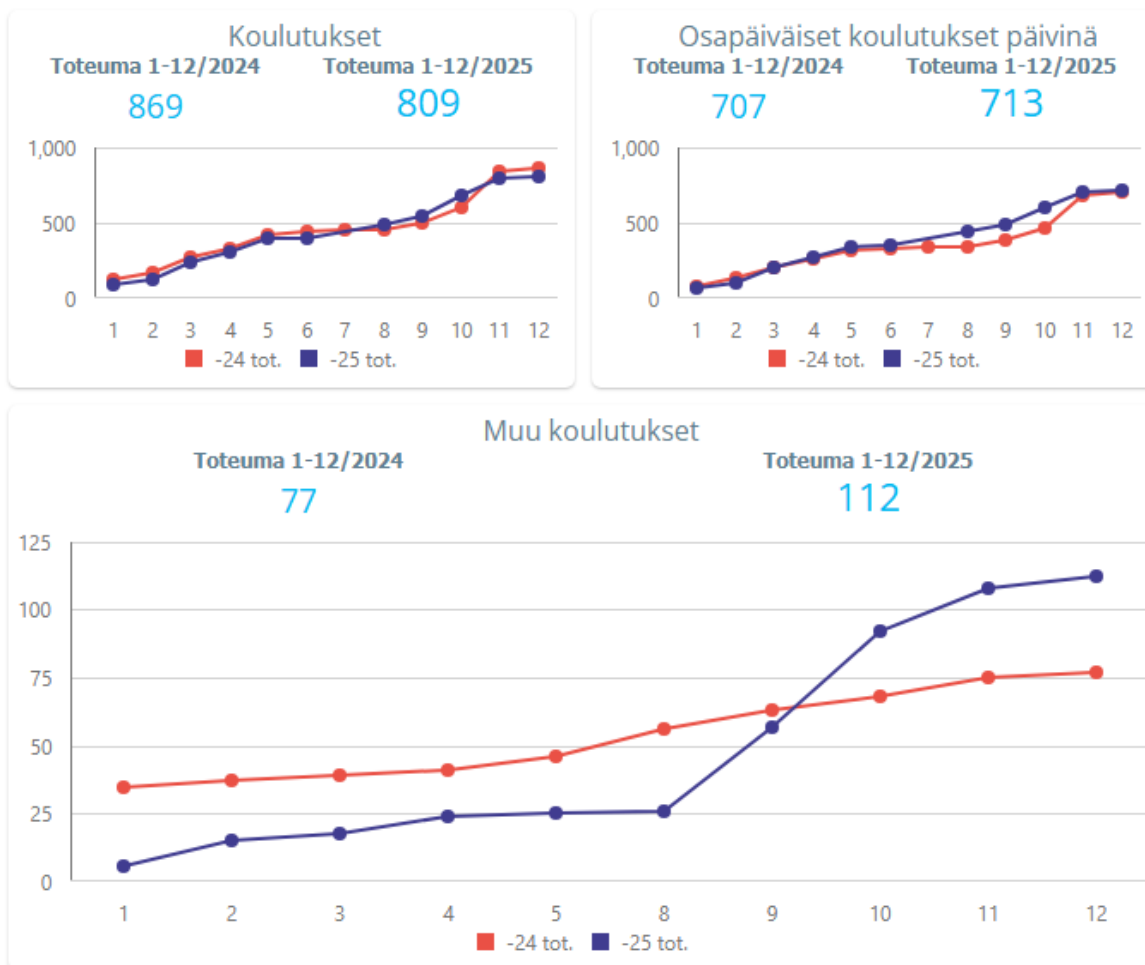 Koulutukset
Toteuma 1-12/2024 Toteuma 1-12/2025
869 809
1,000
500
0
1 2 3 4 5 6 7 8 9 10 11 12
-24 tot. -25 tot.
Osapäiväiset koulutukset päivinä
Toteuma 1-12/2024 Toteuma 1-12/2025
707 713
1,000
500
0
1 2 3 4 5 6 7 8 9 10 11 12
-24 tot. -25 tot.
Muu koulutukset
Toteuma 1-12/2024 Toteuma 1-12/2025
77 112
125
100
75
50
25
0
1 2 3 4 5 8 9 10 11 12
-24 tot. -25 tot.